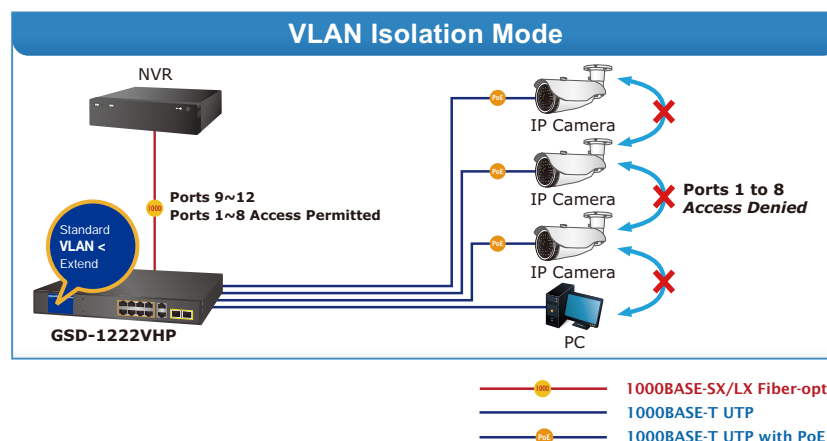 VLAN Isolation Mode
NVR
PoE
IP Camera
1000
Ports 9~12
Ports 1~8 Access Permitted
PoE
IP Camera
Ports 1 to 8
Access Denied
Standard
VLAN <
Extend
PoE
IP Camera
GSD-1222VHP
PC
1000
1000BASE-SX/LX Fiber-opt
1000BASE-T UTP
PoE
1000BASE-T UTP with PoE